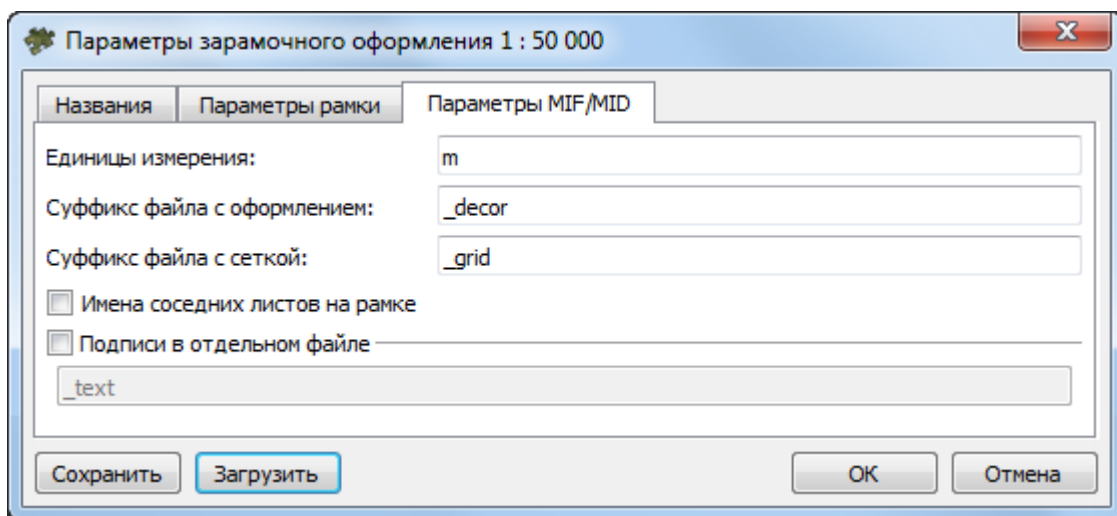 Параметры зарамочного оформления 1 : 50 000
Названия Параметры рамки Параметры MIF/MID
Единицы измерения: m
Суффикс файла с оформлением: _decor
Суффикс файла с сеткой: _grid
Имена соседних листов на рамке
Подписи в отдельном файле
_text
Сохранить Загрузить OK Отмена